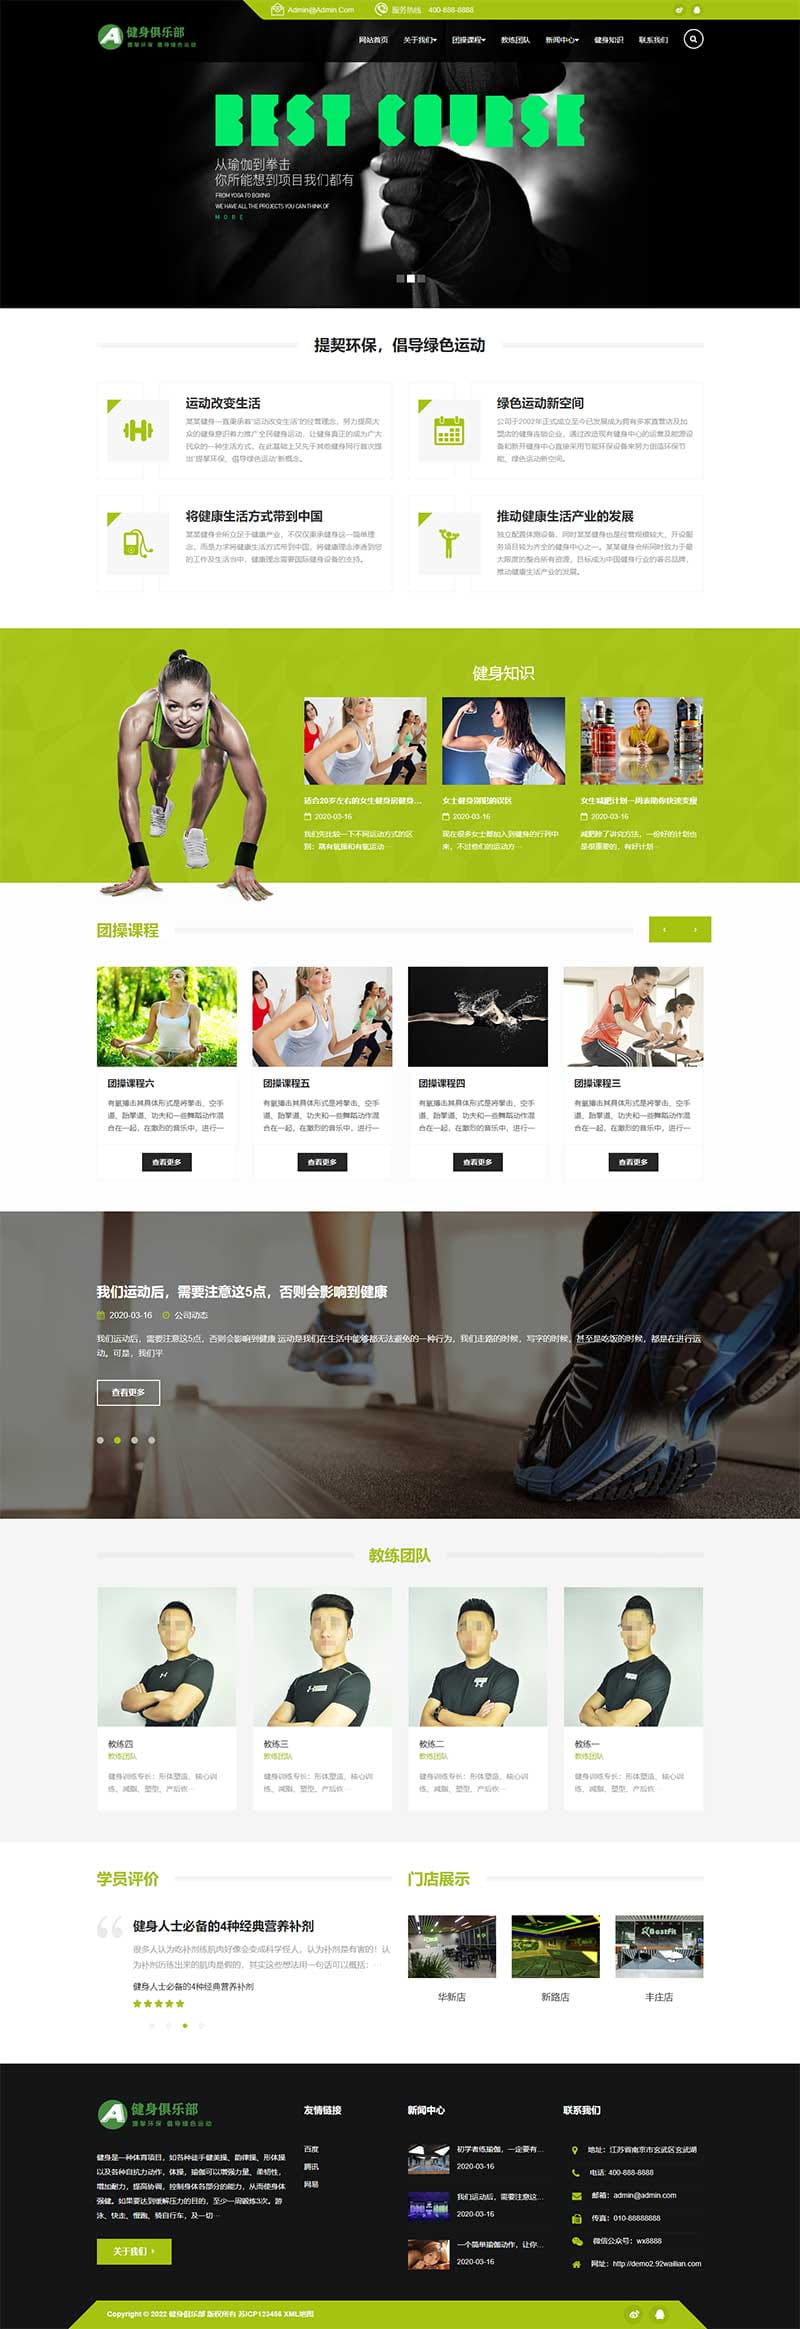 Admin@Admin.Com
服务热线：400-888-8888
健身俱乐部
提掣环保 倡导绿色运动
网站首页
关于我们
团操课程
教练团队
新闻中心
健身知识
联系我们
BEST COURSE
从瑜伽到拳击
你所能想到项目我们都有
FROM YOGA TO BOXING
WE HAVE ALL THE PROJECTS YOU CAN THINK OF
MORE
提契环保，倡导绿色运动
运动改变生活
某某健身一直秉承着“运动改变生活”的经营理念，努力提高大
众的健身意识着力推广全民健身运动，让健身真正的成为广大
民众的一种生活方式，在此基础上又先于其他健身同行首次提
出“提掣环保，倡导绿色运动”新概念。
绿色运动新空间
公司于2002年正式成立至今已发展成为拥有多家直营店及加
盟店的健身连锁企业，通过改造现有健身中心的运营及能源设
备和新开健身中心直接采用节能环保设备来努力创造环保节
能、绿色运动新空间。
将健康生活方式带到中国
某某健身会所立足于健康产业，不仅仅秉承健身这一简单理
念，而是力求将健康生活方式带到中国，将健康理念渗透到您
的工作及生活当中，健康理念需要国际健身设备的支持。
推动健康生活产业的发展
独立配置体测设备，同时某某健身也是经营规模较大，开设服
务项目较为齐全的健身中心之一。某某健身会所同时致力于最
大限度的整合所有资源，目标成为中国健身行业的著名品牌，
推动健康生活产业的发展。
健身知识
适合20岁左右的女生健身房健身...
2020-03-16
我们先比较一下不同运动方式的区
别：跳有氧操和有氧运动···
女士健身别犯的误区
2020-03-16
现在很多女士都加入到健身的行列中
来，不过他们的运动方···
女生减肥计划一周表助你快速变瘦
2020-03-16
减肥除了讲究方法，一份好的计划也
是很重要的，有好计划···
团操课程
团操课程六
有氧搏击其具体形式是将拳击、空手
道、跆拳道、功夫和一些舞蹈动作混
合在一起，在激烈的音乐中，进行一
查看更多
团操课程五
有氧搏击其具体形式是将拳击、空手
道、跆拳道、功夫和一些舞蹈动作混
合在一起，在激烈的音乐中，进行一
查看更多
团操课程四
有氧搏击其具体形式是将拳击、空手
道、跆拳道、功夫和一些舞蹈动作混
合在一起，在激烈的音乐中，进行一
查看更多
团操课程三
有氧搏击其具体形式是将拳击、空手
道、跆拳道、功夫和一些舞蹈动作混
合在一起，在激烈的音乐中，进行一
查看更多
我们运动后，需要注意这5点，否则会影响到健康
2020-03-16 公司动态
我们运动后，需要注意这5点，否则会影响到健康 运动是我们在生活中能够都无法避免的一种行为，我们走路的时候，写字的时候，甚至是吃饭的时候，都是在进行运
动。可是，我们平
查看更多
教练团队
教练四
教练团队
健身训练专长：形体塑造、核心训
练、减脂、塑型、产后恢···
教练三
教练团队
健身训练专长：形体塑造、核心训
练、减脂、塑型、产后恢···
教练二
教练团队
健身训练专长：形体塑造、核心训
练、减脂、塑型、产后恢···
教练一
教练团队
健身训练专长：形体塑造、核心训
练、减脂、塑型、产后恢···
学员评价
健身人士必备的4种经典营养补剂
很多人认为吃补剂练肌肉好像会变成科学怪人，认为补剂是有害的！认
为补剂历练出来的肌肉是假的，其实这些想法用一句话可以概括：···
健身人士必备的4种经典营养补剂
门店展示
BestFit
华新店
新路店
丰庄店
健身俱乐部
提掣环保 倡导绿色运动
健身是一种体育项目，如各种徒手健美操、韵律操、形体操
以及各种自抗力动作，体操，瑜伽可以增强力量、柔韧性，
增加耐力，提高协调，控制身体各部分的能力，从而使身体
强健。如果要达到缓解压力的目的，至少一周锻练3次。游
泳、快走、慢跑、骑自行车，及一切···
关于我们
友情链接
百度
腾讯
网易
新闻中心
初学者练瑜伽，一定要有...
2020-03-16
我们运动后，需要注意这...
2020-03-16
一个简单瑜伽动作，让你...
2020-03-16
联系我们
地址：江苏省南京市玄武区玄武湖
电话：400-888-8888
邮箱：admin@admin.com
传真：010-88888888
微信公众号：wx8888
网址：http://demo2.92wailian.com
Copyright © 2022 健身俱乐部 版权所有 苏ICP123456 XML地图